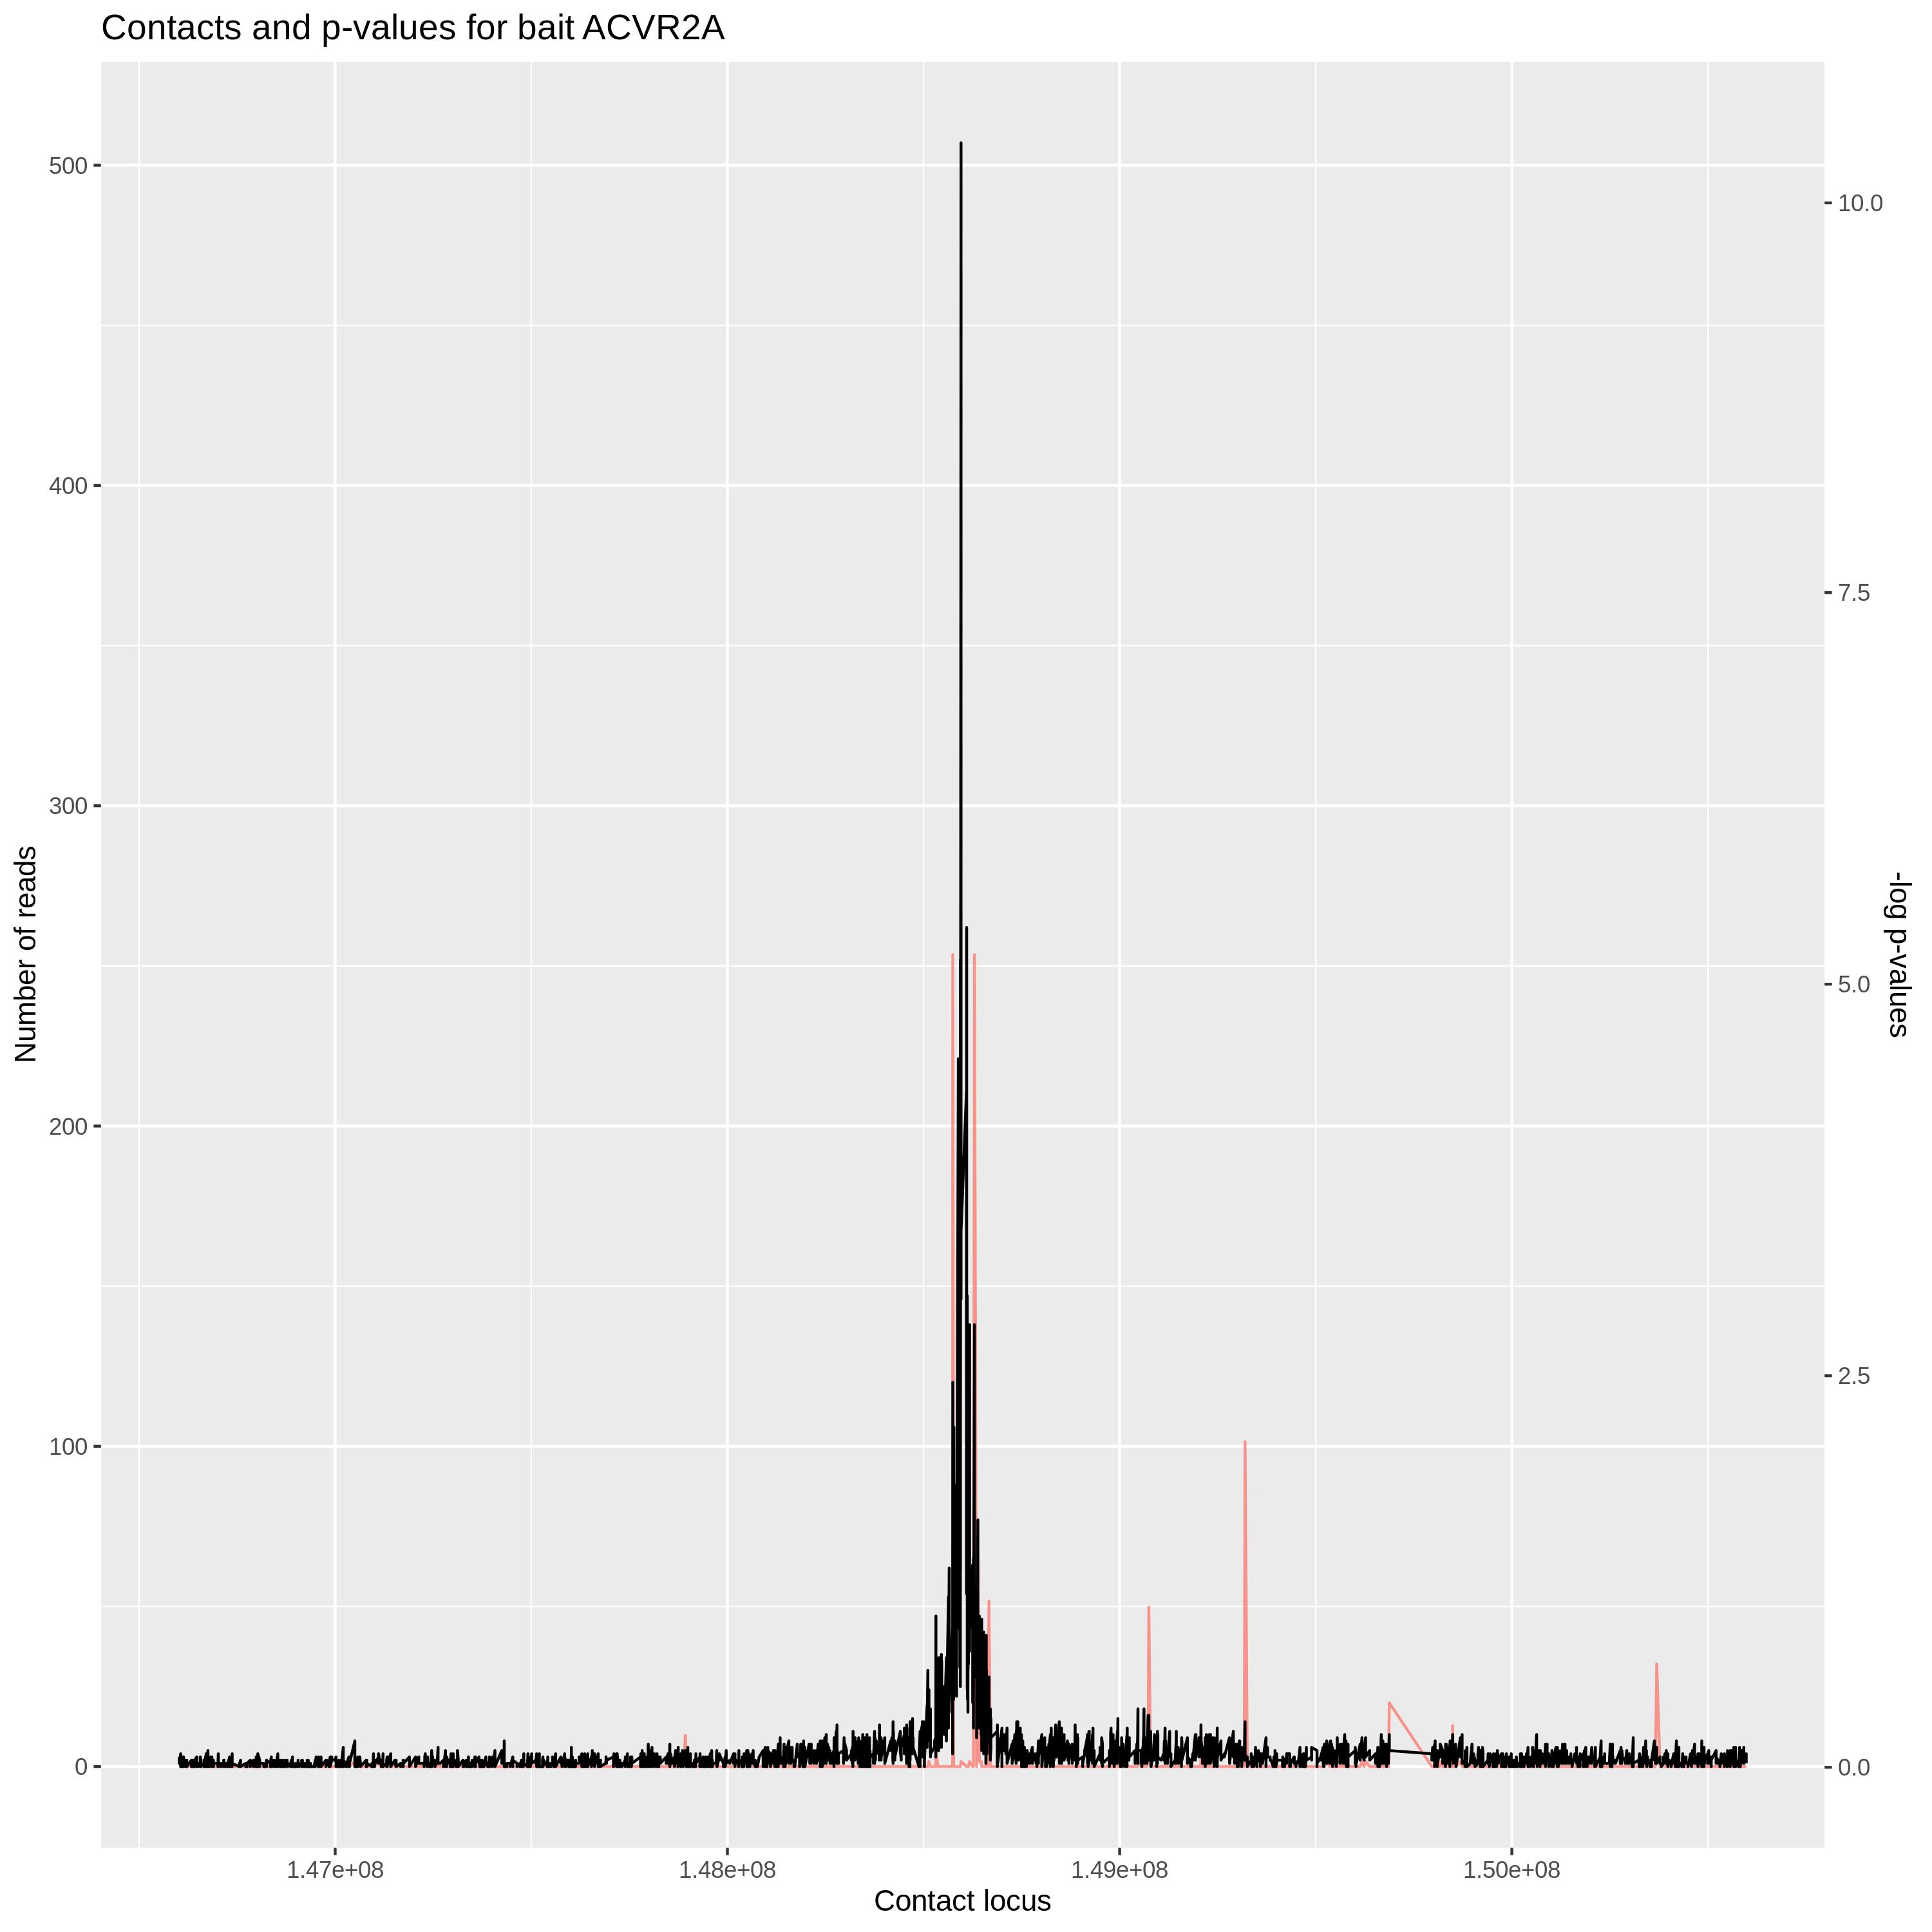 Contacts and p-values for bait ACVR2A
500
400
300
200
100
0
Number of reads
10.0
7.5
5.0
2.5
0.0
-log p-values
1.47e+08
1.48e+08
1.49e+08
1.50e+08
Contact locus